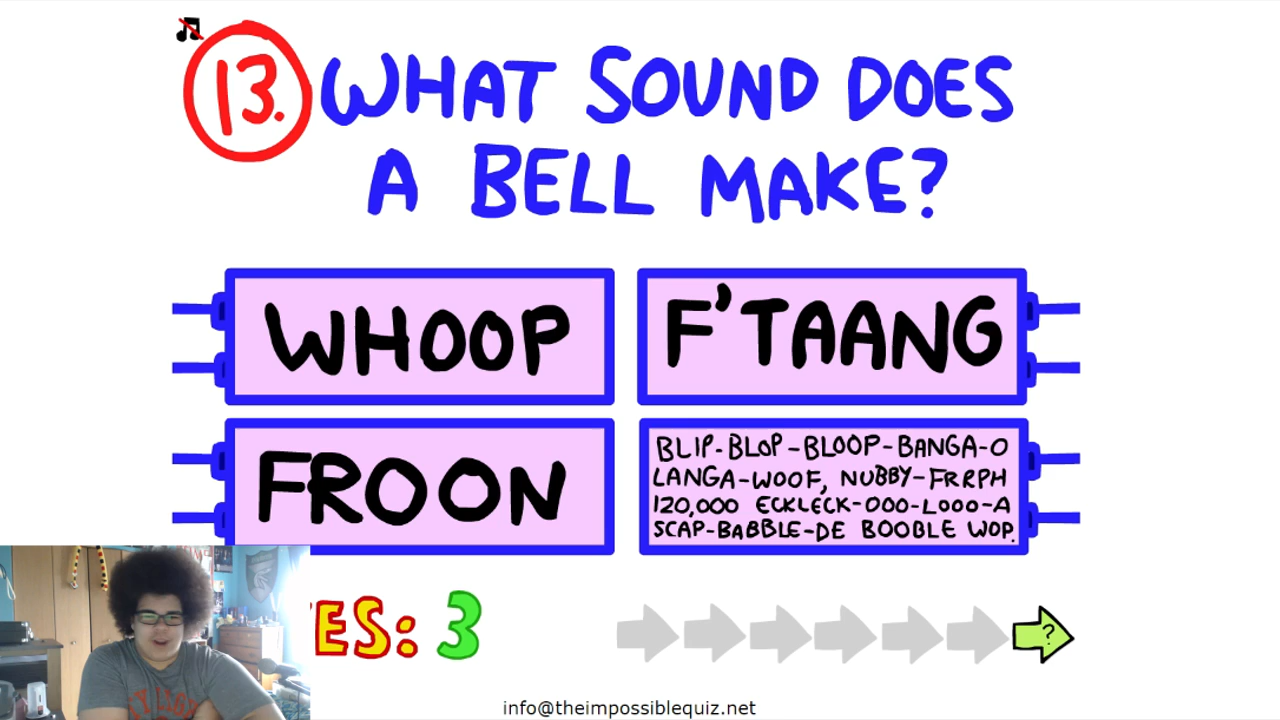 13. WHAT SOUND DOES
A BELL MAKE?
WHOOP
F'TAANG
FROON
BLIP-BLOP-BLOOP-BANGA-O
LANGA-WOOF, NUBBY-FRRPH
120,000 ECKLECK-OOO-LOOO-A
SCAP-BABBLE-DE BOOBLE WOP.
ES: 3
?
info@theimpossiblequiz.net